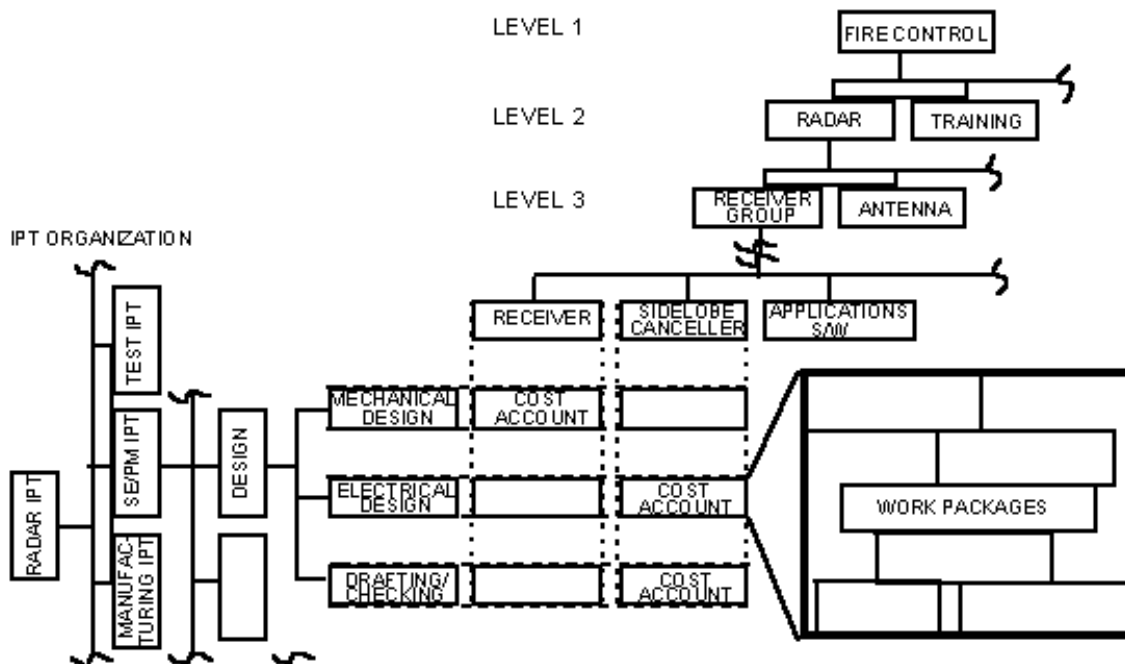 LEVEL 1
FIRE CONTROL
LEVEL 2
RADAR
TRAINING
LEVEL 3
RECEIVER
GROUP
ANTENNA
IPT ORGANIZATION
RECEIVER
SIDELOBE
CANCELLER
APPLICATIONS
S/W
TEST IPT
SE/PM IPT
MANUFAC-
TURING IPT
RADAR IPT
DESIGN
MECHANICAL
DESIGN
COST
ACCOUNT
ELECTRICAL
DESIGN
COST
ACCOUNT
WORK PACKAGES
DRAFTING/
CHECKING
COST
ACCOUNT